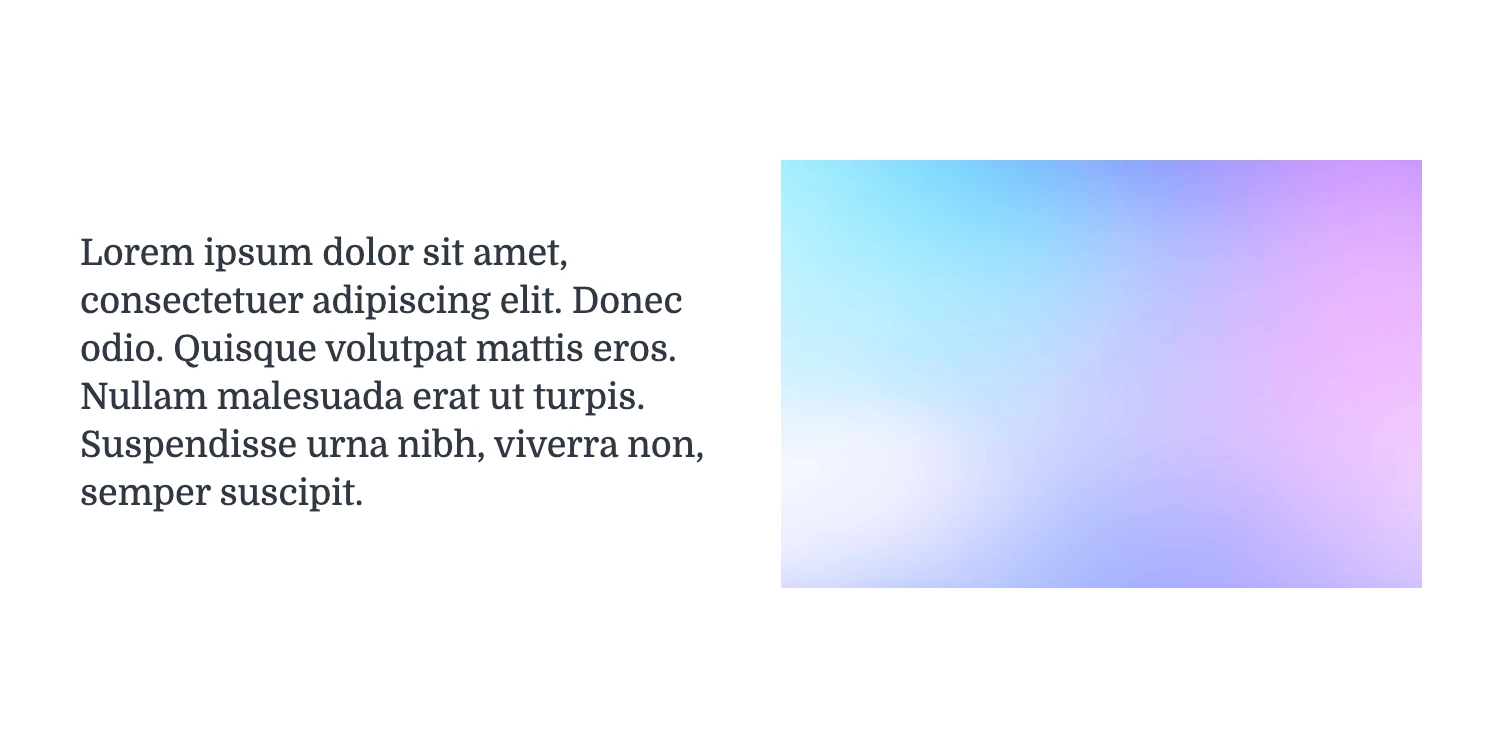 Lorem ipsum dolor sit amet,
consectetuer adipiscing elit. Donec
odio. Quisque volutpat mattis eros.
Nullam malesuada erat ut turpis.
Suspendisse urna nibh, viverra non,
semper suscipit.